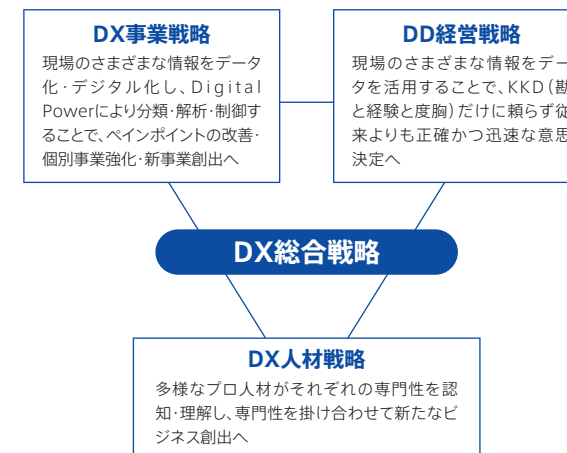 DX事業戦略
現場のさまざまな情報をデータ
化・デジタル化し、Digital
Powerにより分類・解析・制御す
ることで、ペインポイントの改善・
個別事業強化・新事業創出へ
DD経営戦略
現場のさまざまな情報をデー
タを活用することで、KKD（勘
と経験と度胸）だけに頼らず従
来よりも正確かつ迅速な意思
決定へ
DX総合戦略
DX人材戦略
多様なプロ人材がそれぞれの専門性を認
知・理解し、専門性を掛け合わせて新たなビ
ジネス創出へ